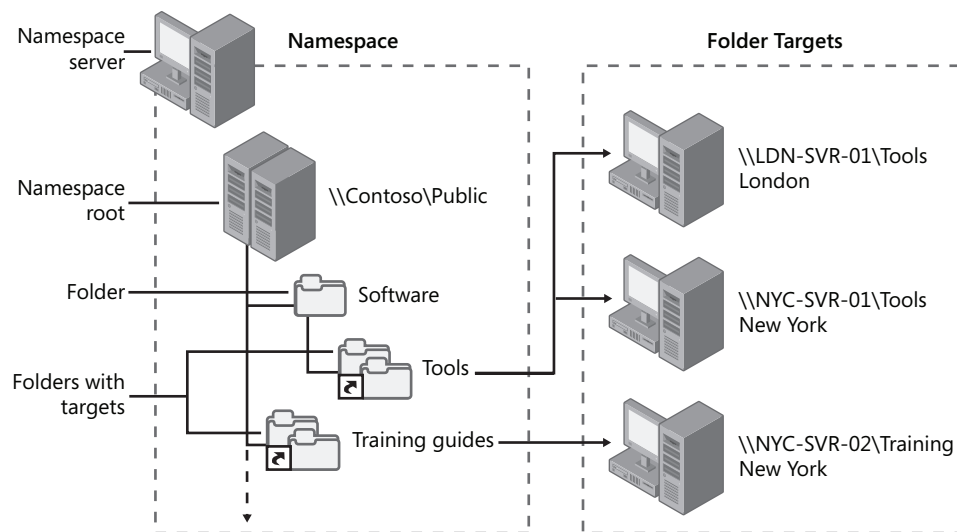 Namespace
server
Namespace
Folder Targets
\\LDN-SVR-01\Tools
London
Namespace
root
\\Contoso\Public
Folder
Software
\\NYC-SVR-01\Tools
New York
Folders with
targets
Tools
Training guides
\\NYC-SVR-02\Training
New York